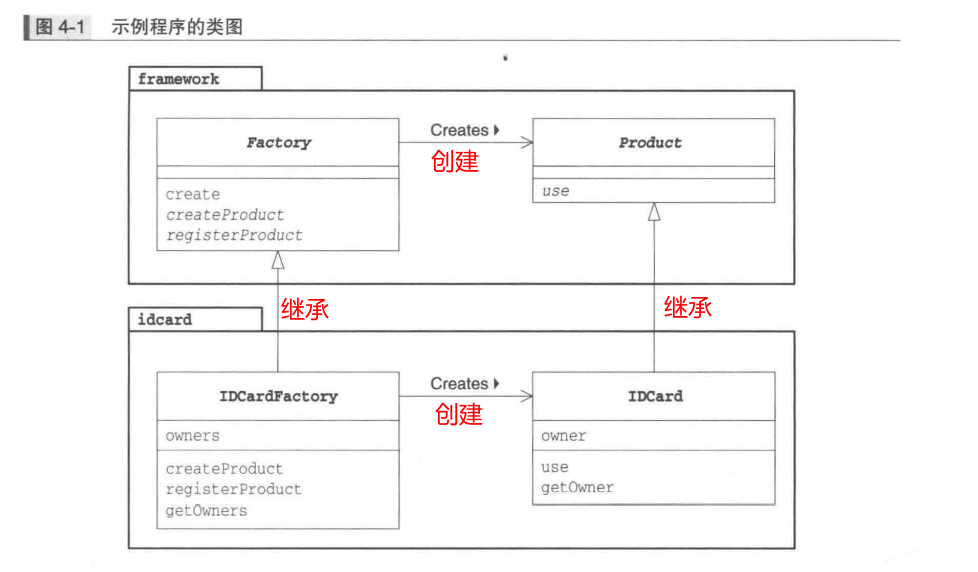 图 4-1 示例程序的类图
framework
Factory
Creates
创建
Product
create
createProduct
registerProduct
use
继承
继承
idcard
IDCardFactory
Creates
创建
IDCard
owners
createProduct
registerProduct
getOwners
owner
use
getOwner